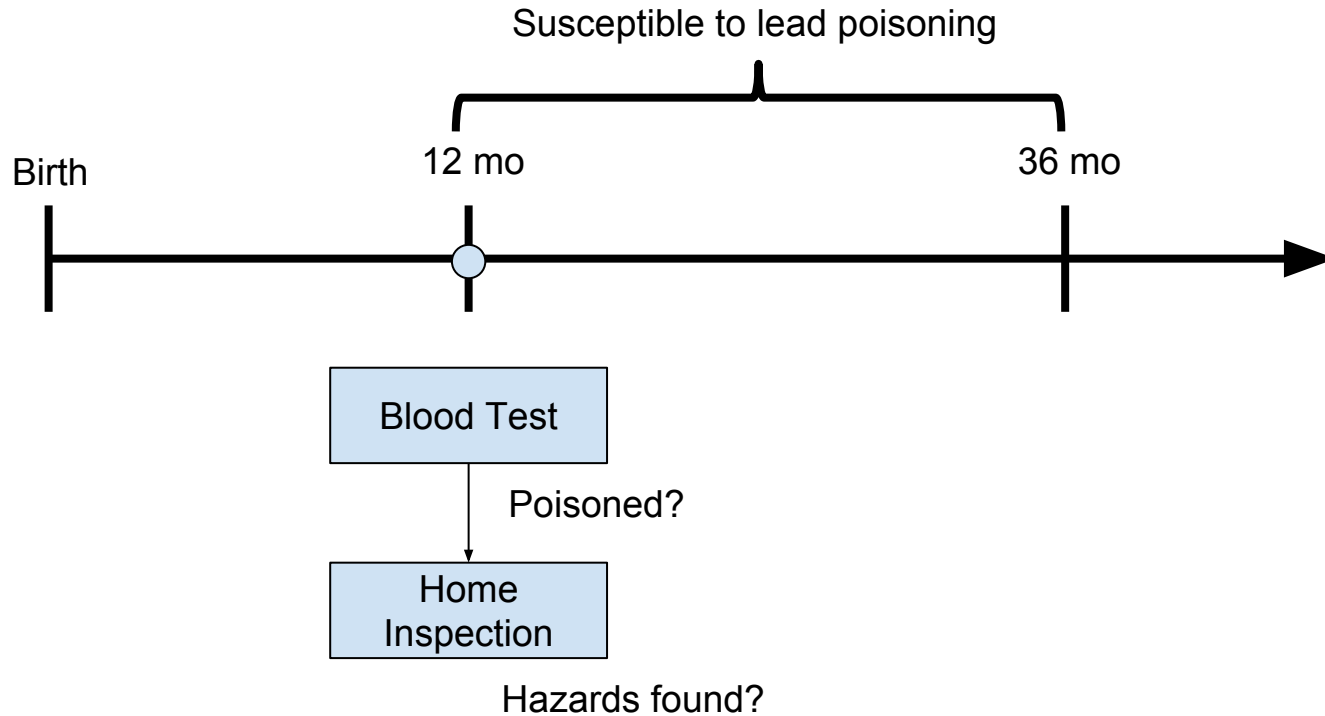 Susceptible to lead poisoning
Birth
12 mo
36 mo
Blood Test
Poisoned?
Home
Inspection
Hazards found?